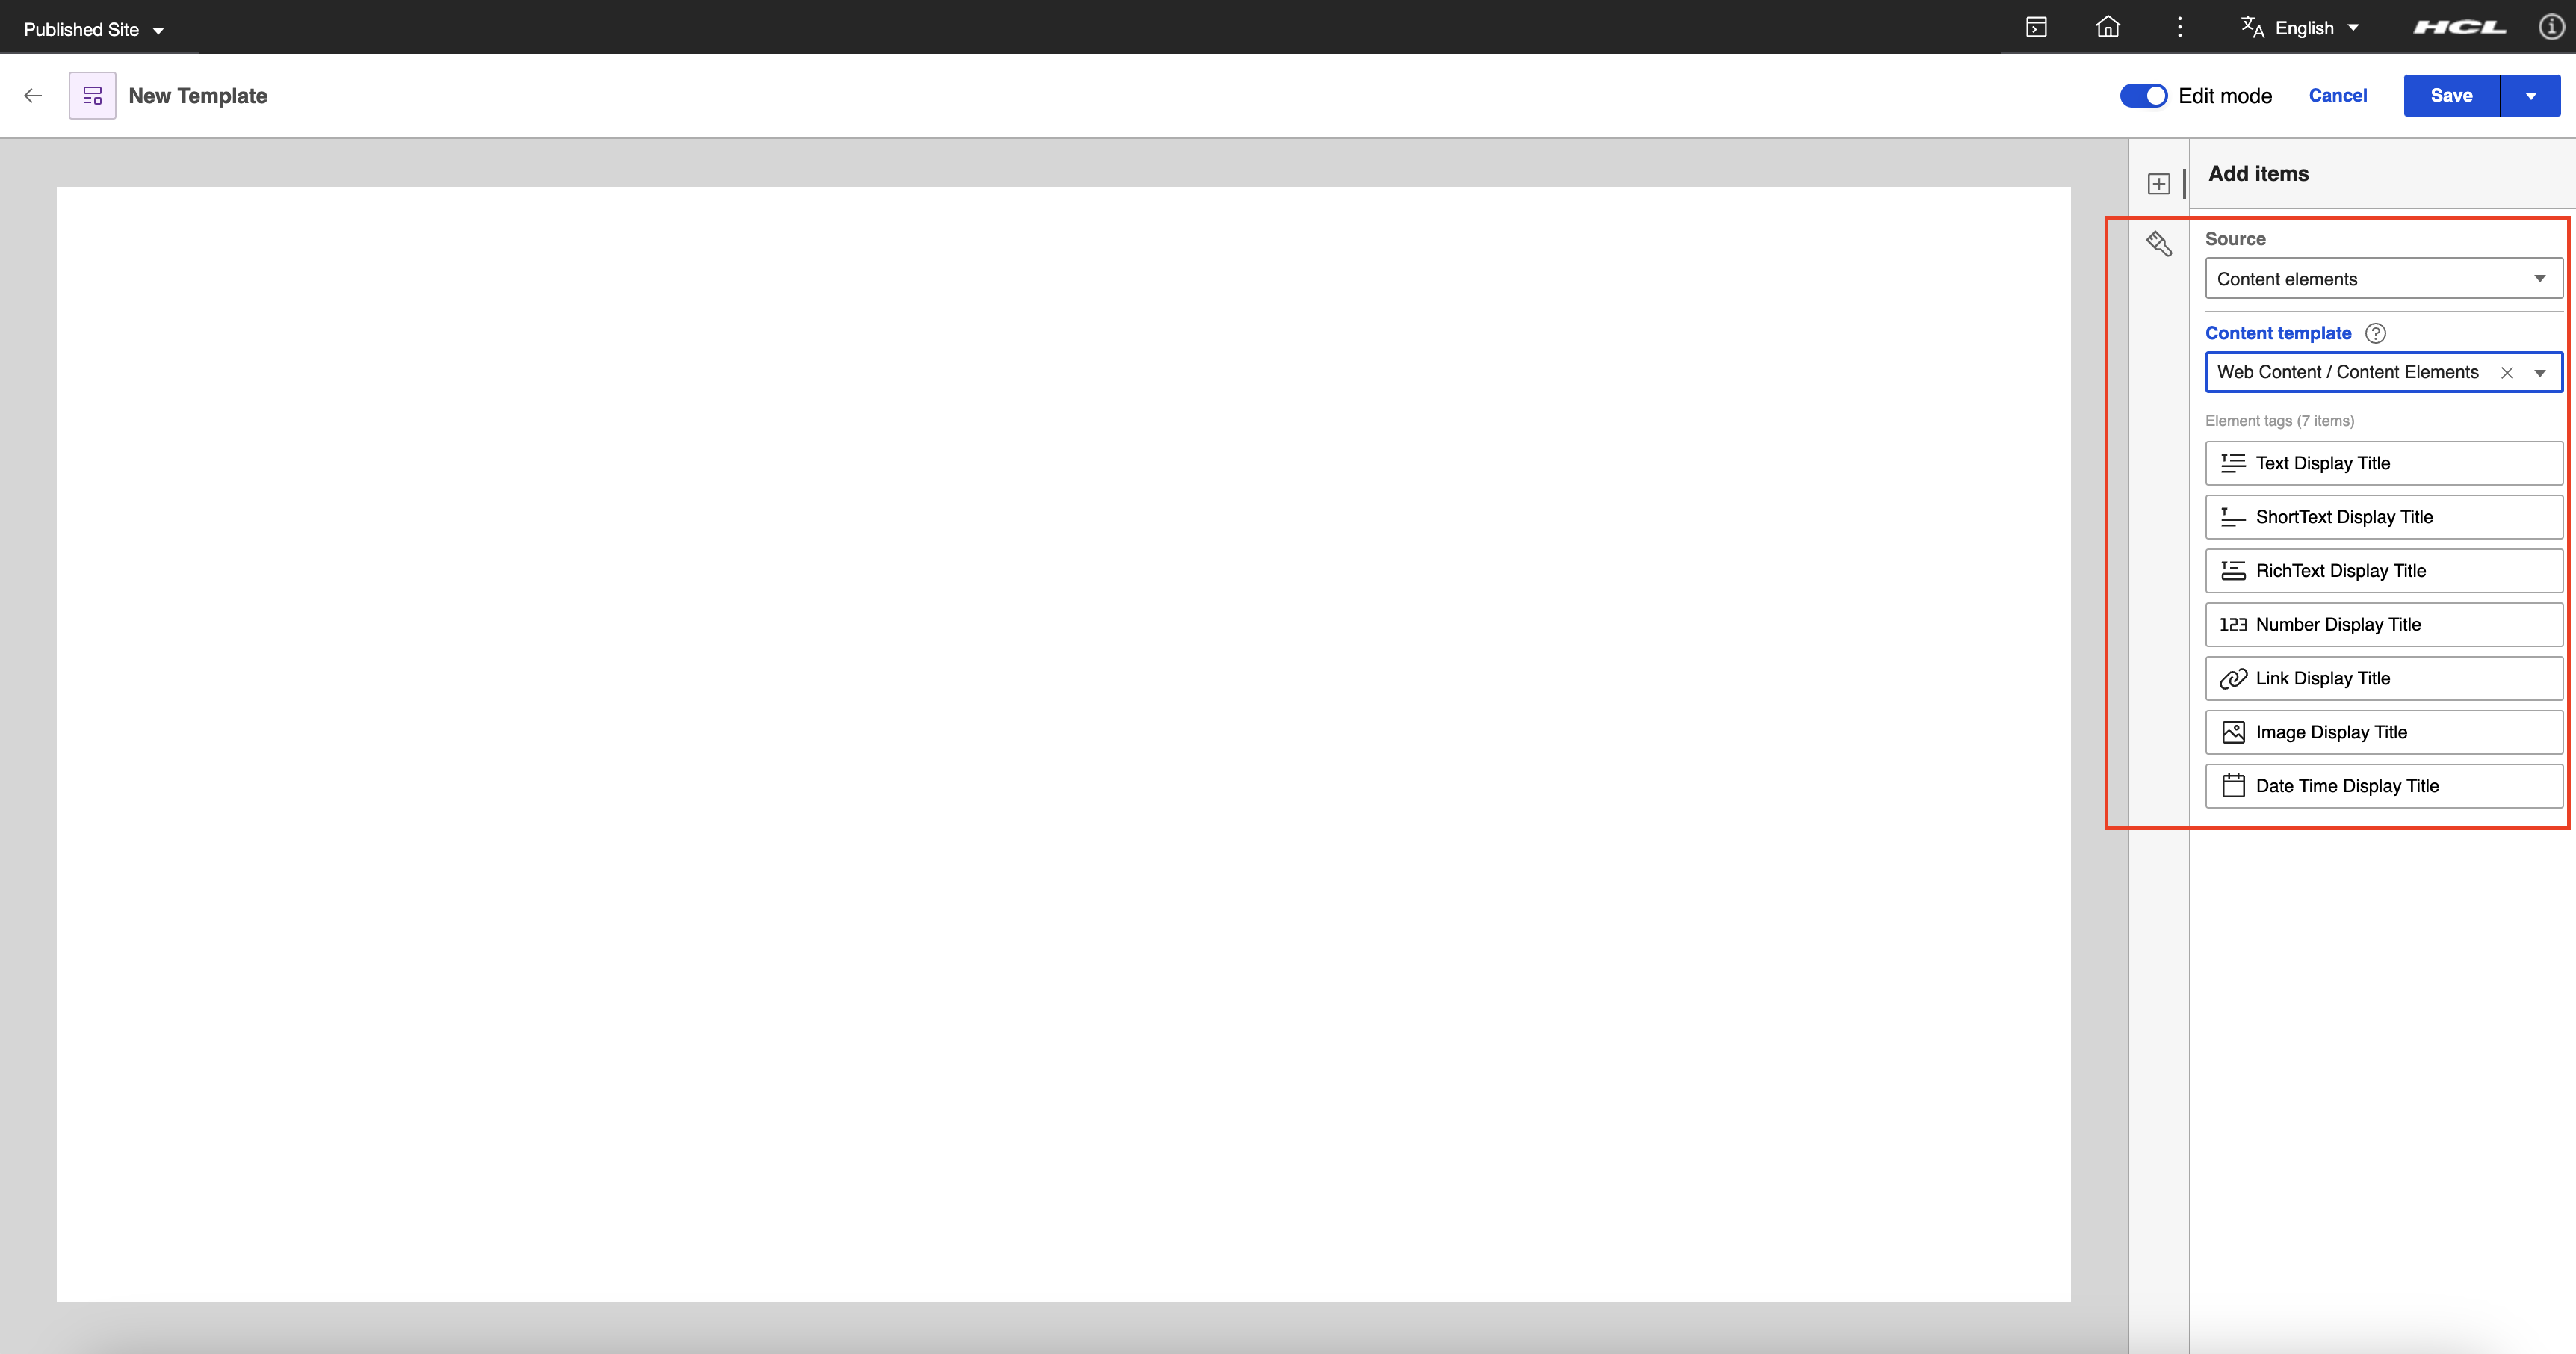 Published Site
English
HCL
New Template
Edit mode
Cancel
Save
Add items
Source
Content elements
Content template
Web Content / Content Elements
Element tags (7 items)
Text Display Title
ShortText Display Title
RichText Display Title
123 Number Display Title
Link Display Title
Image Display Title
Date Time Display Title